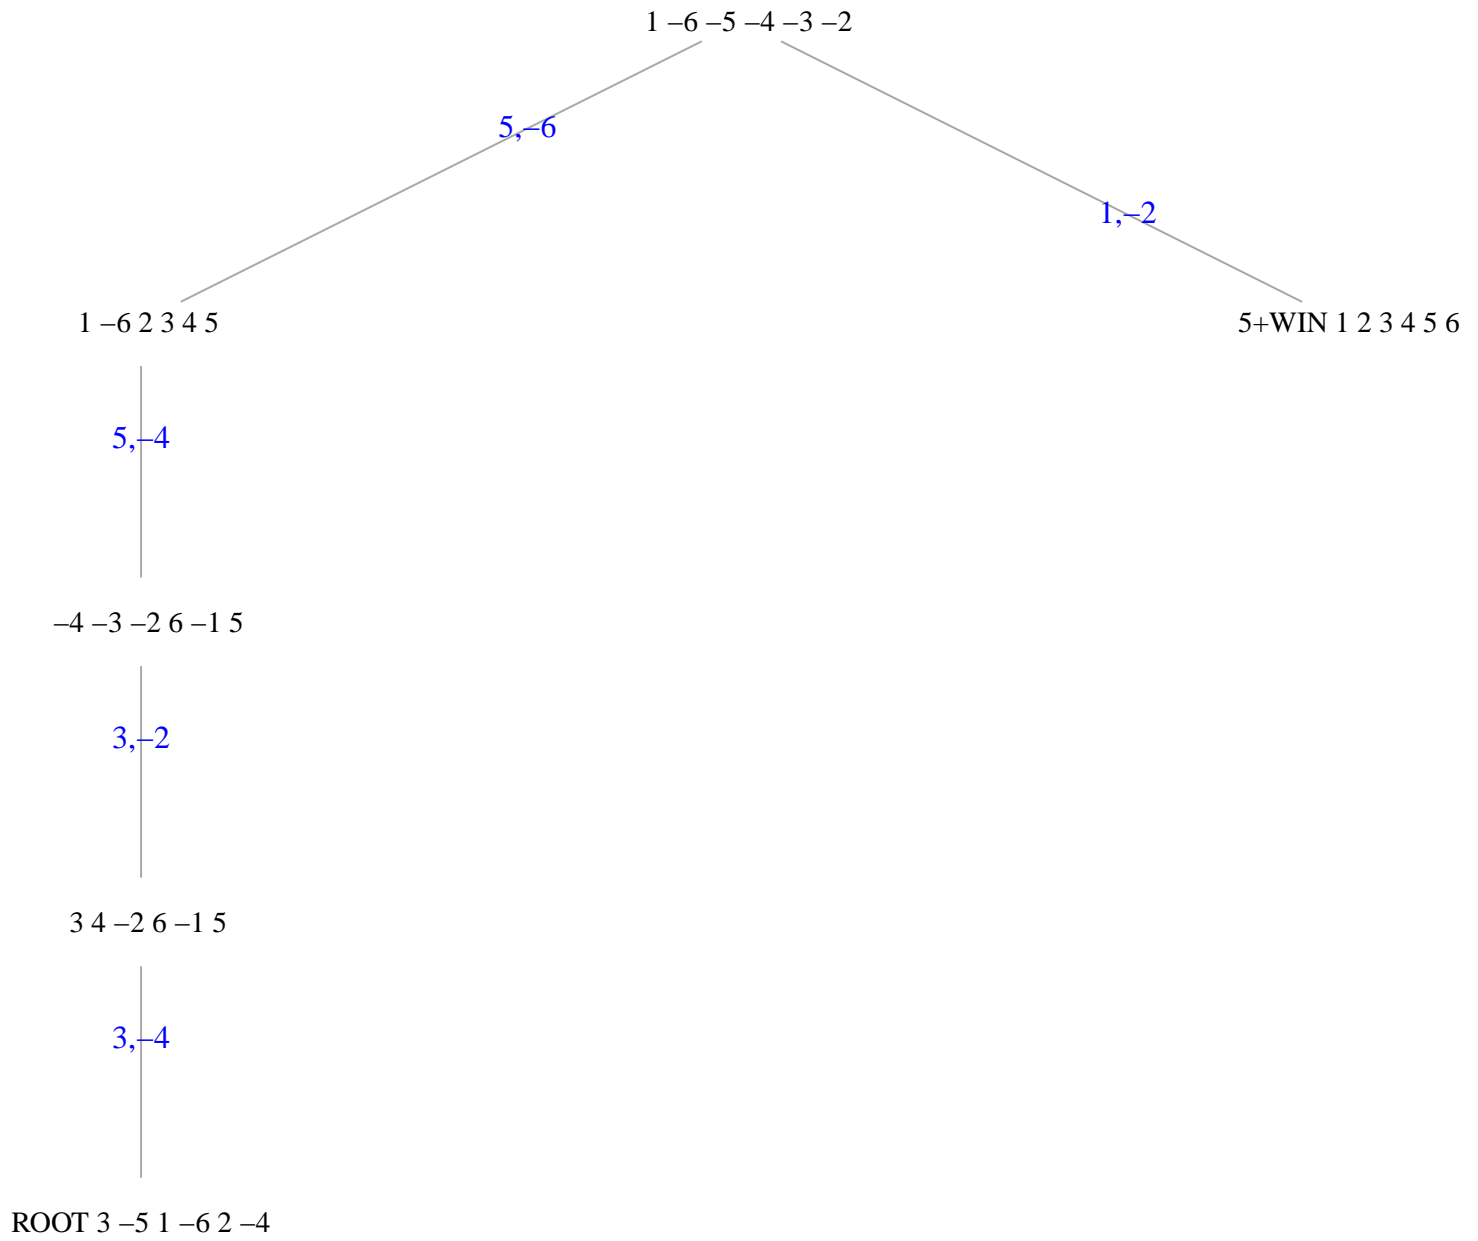 1 –6 –5 –4 –3 –2
5,–6
1,–2
1 –6 2 3 4 5
5+WIN 1 2 3 4 5 6
5,–4
–4 –3 –2 6 –1 5
3,–2
3 4 –2 6 –1 5
3,–4
ROOT 3 –5 1 –6 2 –4